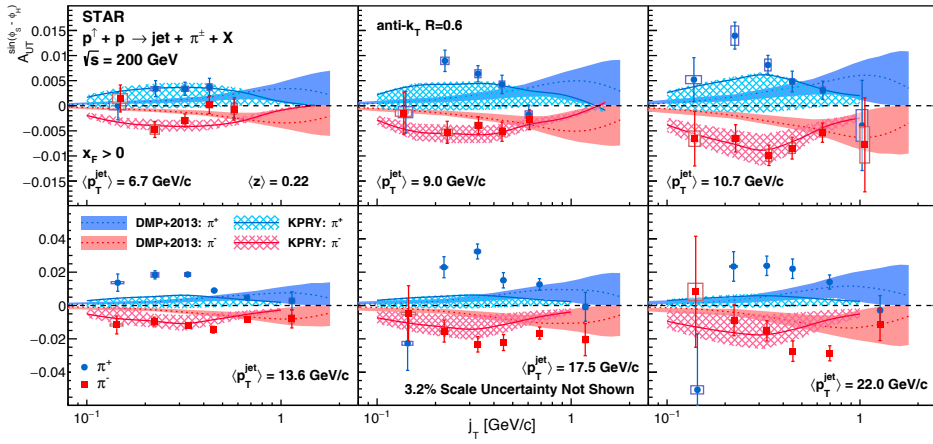 A_UT^sin(ϕ_S - ϕ_H)
STAR
p↑ + p → jet + π± + X
√s = 200 GeV
x_F > 0
⟨p_T^jet⟩ = 6.7 GeV/c
⟨z⟩ = 0.22
anti-k_T R=0.6
⟨p_T^jet⟩ = 9.0 GeV/c
⟨p_T^jet⟩ = 10.7 GeV/c
0.015
0.01
0.005
0
−0.005
−0.01
−0.015
DMP+2013: π+
KPRY: π+
DMP+2013: π-
KPRY: π-
π+
π-
⟨p_T^jet⟩ = 13.6 GeV/c
⟨p_T^jet⟩ = 17.5 GeV/c
3.2% Scale Uncertainty Not Shown
⟨p_T^jet⟩ = 22.0 GeV/c
0.04
0.02
0
−0.02
−0.04
10^−1
1
10^−1
1
10^−1
1
j_T [GeV/c]